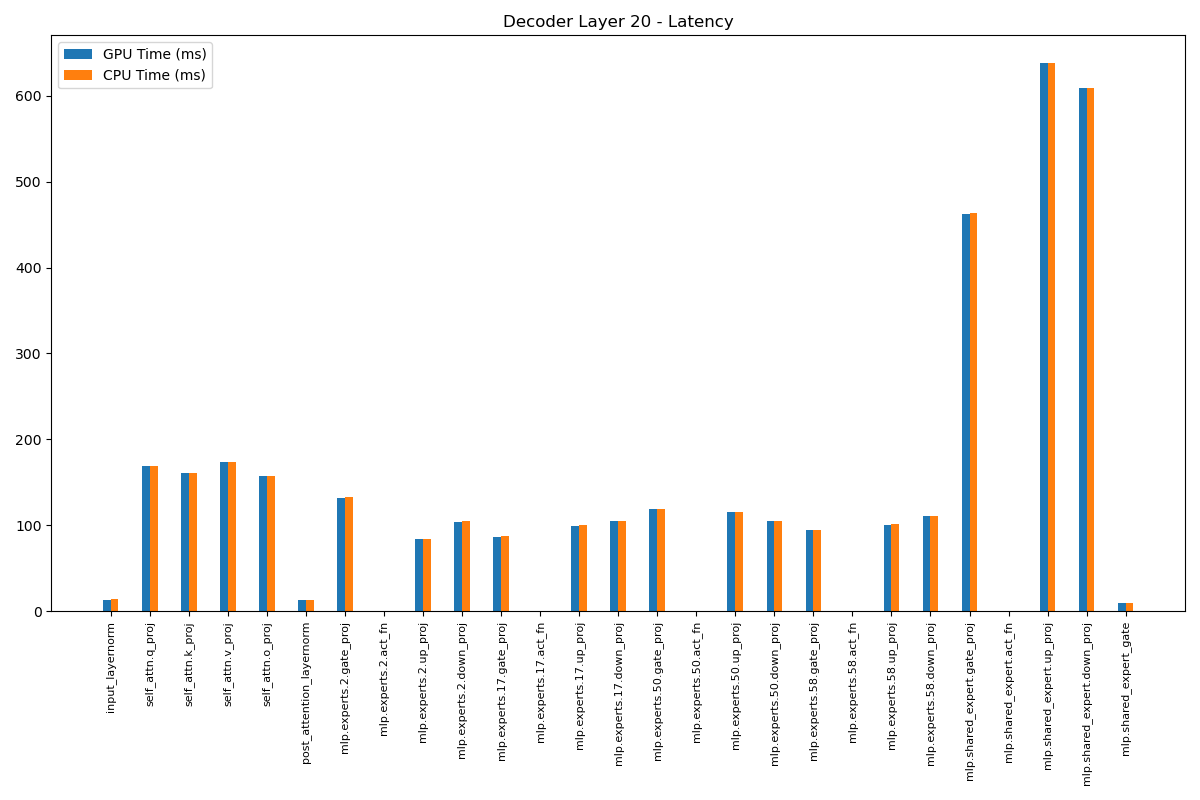 Decoder Layer 20 - Latency
GPU Time (ms)
CPU Time (ms)
600
500
400
300
200
100
0
input_layernorm
self_attn.q_proj
self_attn.k_proj
self_attn.v_proj
self_attn.o_proj
post_attention_layernorm
mlp.experts.2.gate_proj
mlp.experts.2.act_fn
mlp.experts.2.up_proj
mlp.experts.2.down_proj
mlp.experts.17.gate_proj
mlp.experts.17.act_fn
mlp.experts.17.up_proj
mlp.experts.17.down_proj
mlp.experts.50.gate_proj
mlp.experts.50.act_fn
mlp.experts.50.up_proj
mlp.experts.50.down_proj
mlp.experts.58.gate_proj
mlp.experts.58.act_fn
mlp.experts.58.up_proj
mlp.experts.58.down_proj
mlp.shared_expert.gate_proj
mlp.shared_expert.act_fn
mlp.shared_expert.up_proj
mlp.shared_expert.down_proj
mlp.shared_expert_gate